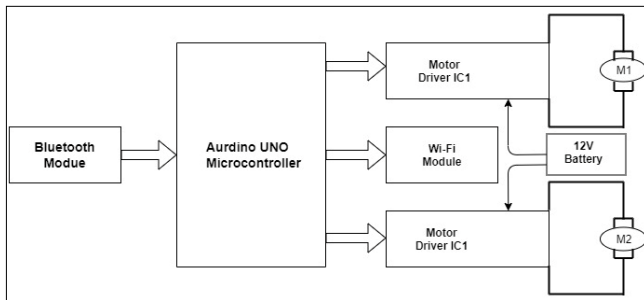 Motor
Driver IC1
M1
Bluetooth
Modue
Aurdino UNO
Microcontroller
Wi-Fi
Module
12V
Battery
Motor
Driver IC1
M2